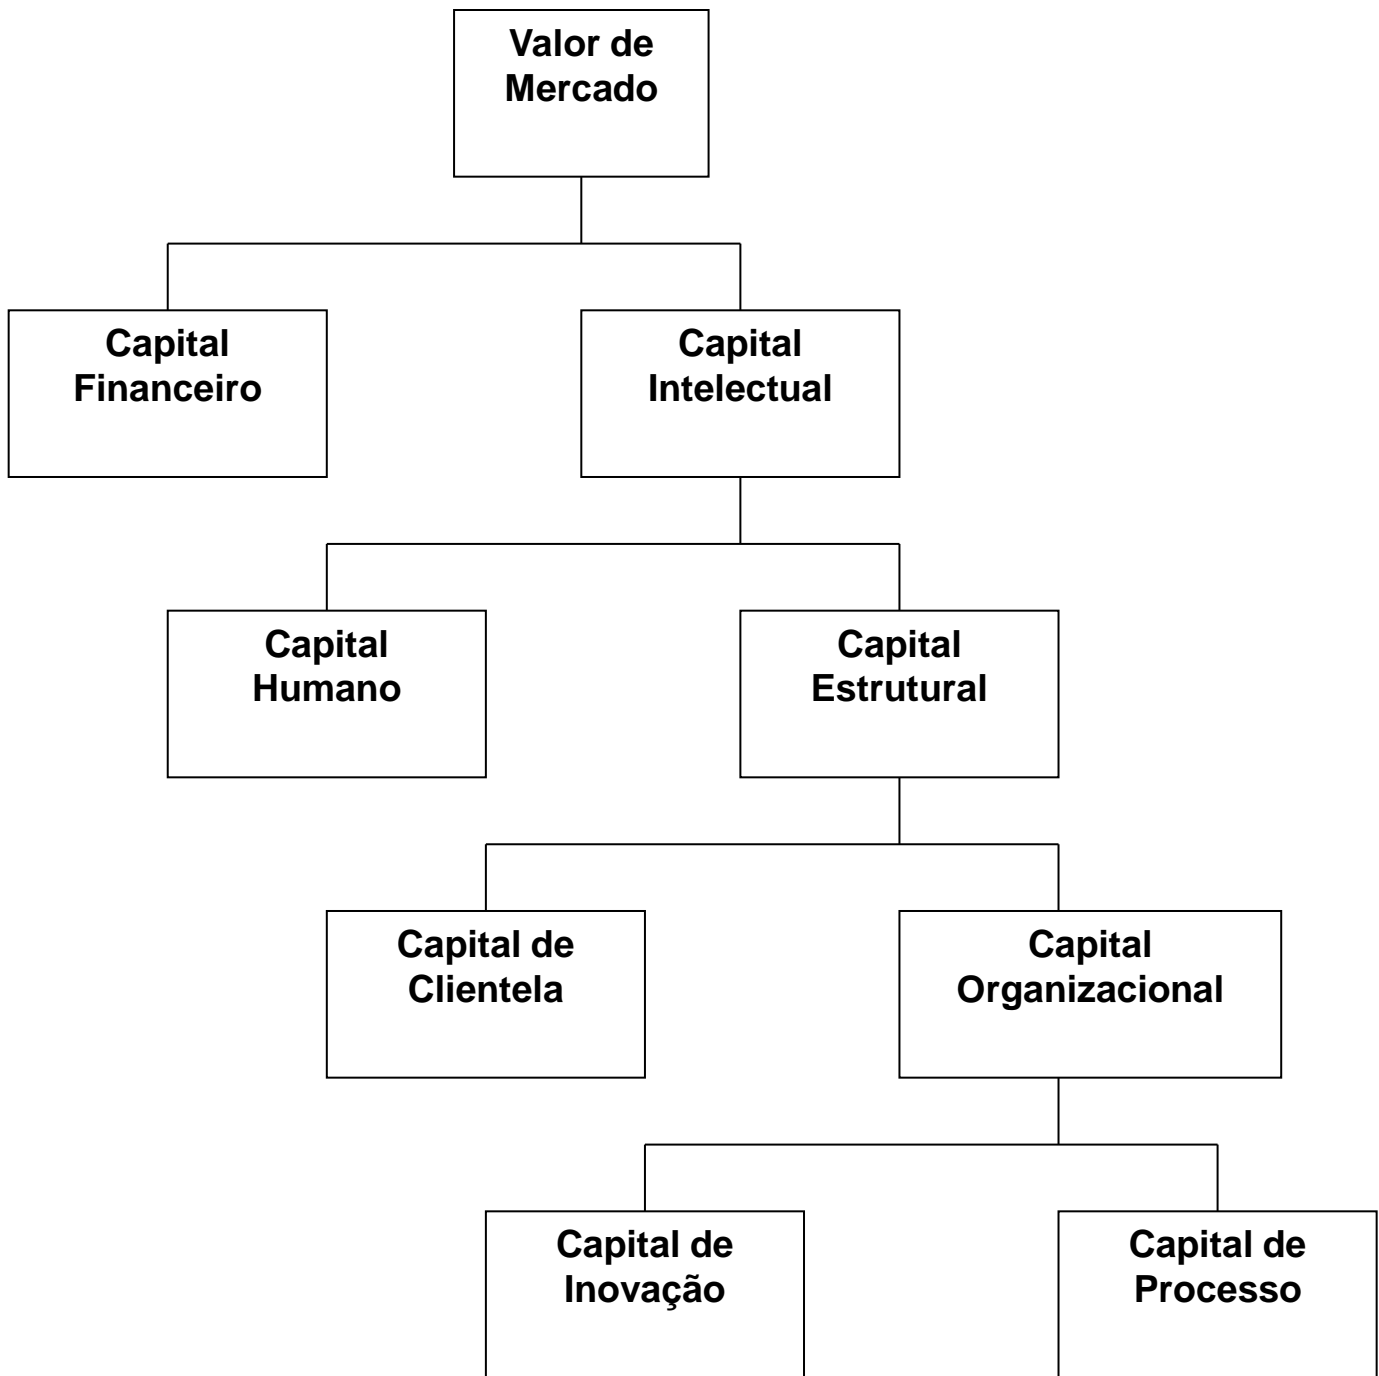 Valor de
Mercado
Capital
Financeiro
Capital
Intelectual
Capital
Humano
Capital
Estrutural
Capital de
Clientela
Capital
Organizacional
Capital de
Inovação
Capital de
Processo